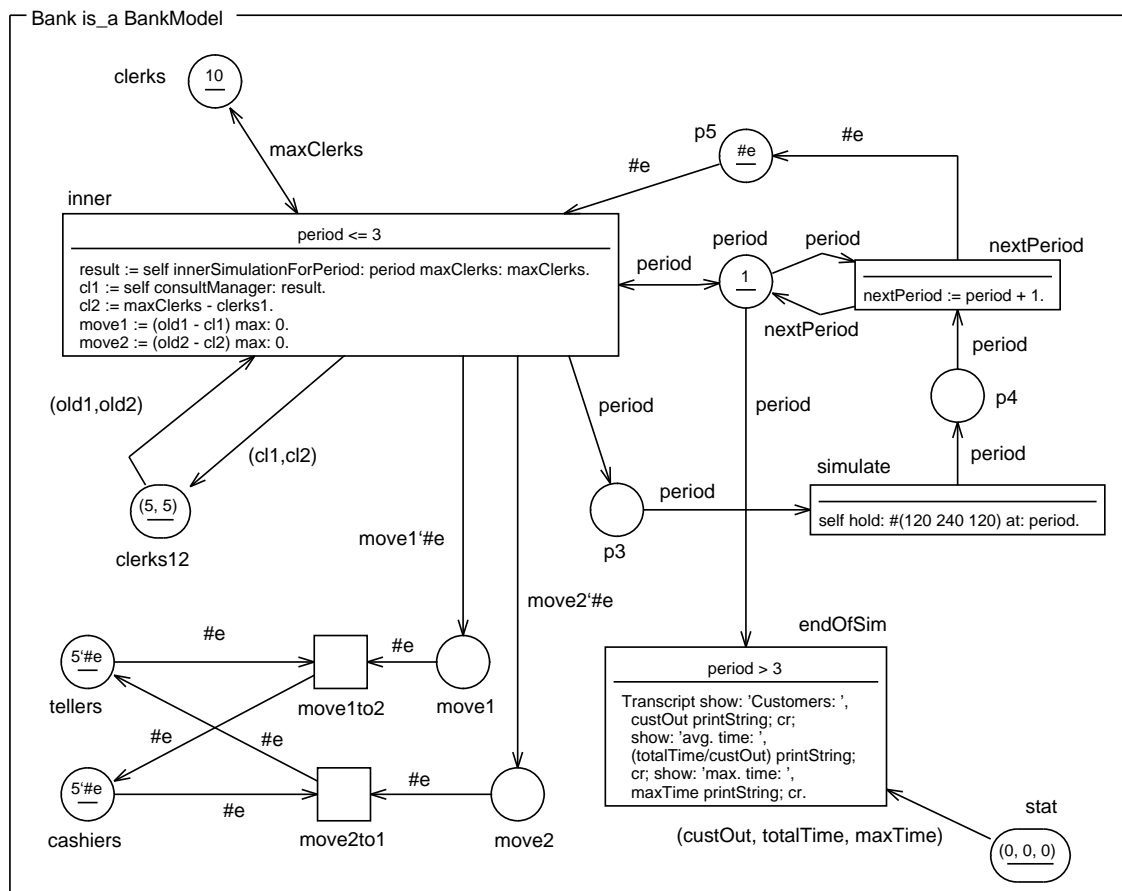 Bank is_a BankModel
clerks
10
maxClerks
p5
#e
#e
#e
inner
period <= 3
result := self innerSimulationForPeriod: period maxClerks: maxClerks.
cl1 := self consultManager: result.
cl2 := maxClerks - clerks1.
move1 := (old1 - cl1) max: 0.
move2 := (old2 - cl2) max: 0.
period
period
1
period
nextPeriod
nextPeriod
nextPeriod := period + 1.
period
p4
period
(old1,old2)
(cl1,cl2)
period
period
simulate
self hold: #(120 240 120) at: period.
period
p3
(5, 5)
clerks12
move1‘#e
move2‘#e
endOfSim
period > 3
Transcript show: ’Customers: ’,
custOut printString; cr;
show: ’avg. time: ’,
(totalTime/custOut) printString;
cr; show: ’max. time: ’,
maxTime printString; cr.
5‘#e
tellers
#e
move1to2
#e
move1
#e
#e
5‘#e
cashiers
#e
move2to1
#e
move2
(custOut, totalTime, maxTime)
stat
(0, 0, 0)